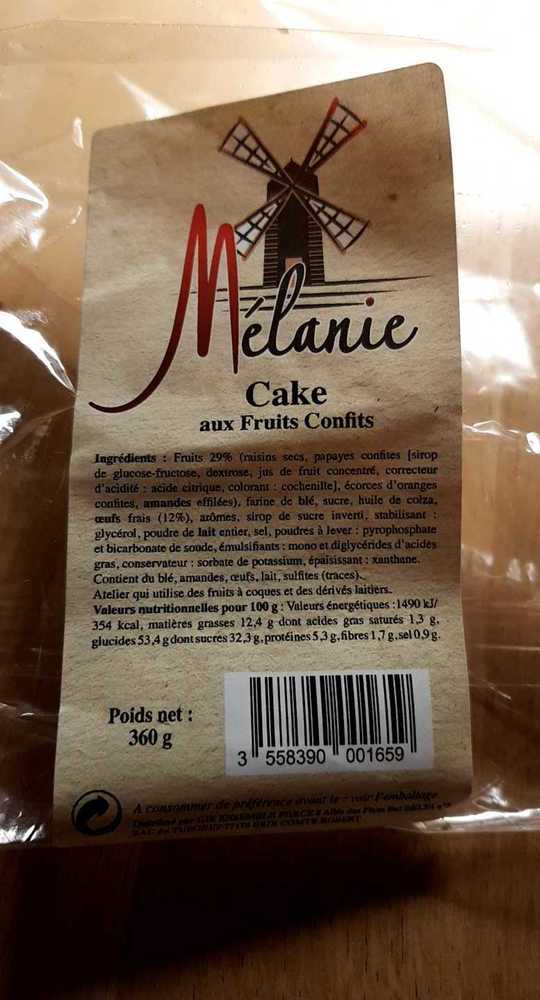 Mélanie
Cake
aux Fruits Confits
Ingrédients : Fruits 29% (raisins secs, papayes confites [sirop
de glucose-fructose, dextrose, jus de fruit concentré, correcteur
d'acidité : acide citrique, colorant : cochenille], écorces d'oranges
confites, amandes effilées), farine de blé, sucre, huile de colza,
œufs frais (12%), arômes, sirop de sucre inverti, stabilisant :
glycérol, poudre de lait entier, sel, poudres à lever : pyrophosphate
et bicarbonate de soude, émulsifiants : mono et diglycérides d'acides
gras, conservateur : sorbate de potassium, épaississant : xanthane.
Contient du blé, amandes, œufs, lait, sulfites (traces).
Atelier qui utilise des fruits à coques et des dérivés laitiers.
Valeurs nutritionnelles pour 100 g : Valeurs énergétiques :1490 kJ/
354 kcal, matières grasses 12,4 g dont acides gras saturés 1,3 g,
glucides 53,4 g dont sucres 32,3 g, protéines 5,3 g, fibres 1,7 g, sel 0,9 g.
Poids net :
360 g
3 558390 001659
A consommer de préférence avant le : voir l'emballage
Distribué par